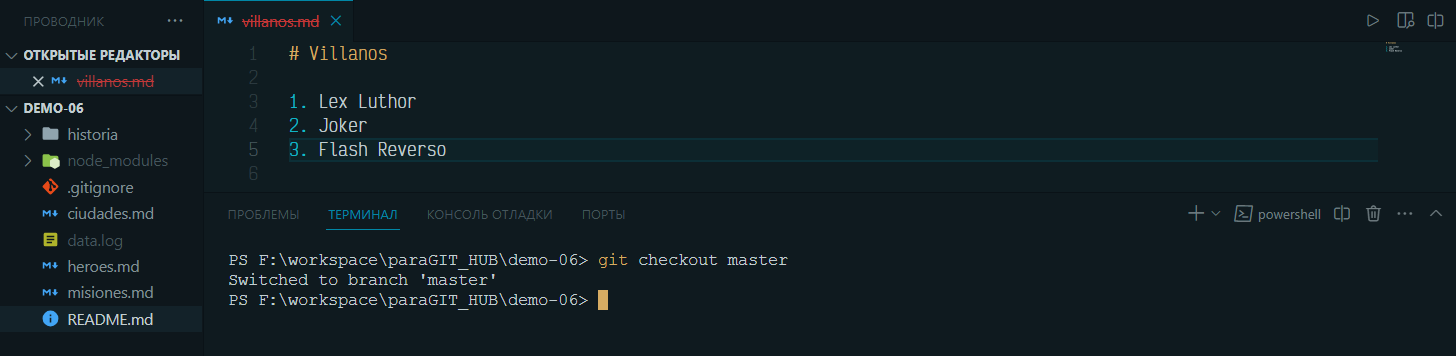 ПРОВОДНИК ···
ОТКРЫТЫЕ РЕДАКТОРЫ
villanos.md
DEMO-06
historia
node_modules
.gitignore
ciudades.md
data.log
heroes.md
misiones.md
README.md
villanos.md
1 # Villanos
2
3 1. Lex Luthor
4 2. Joker
5 3. Flash Reverso
6
ПРОБЛЕМЫ ТЕРМИНАЛ КОНСОЛЬ ОТЛАДКИ ПОРТЫ powershell ···
PS F:\workspace\paraGIT_HUB\demo-06> git checkout master
Switched to branch 'master'
PS F:\workspace\paraGIT_HUB\demo-06>